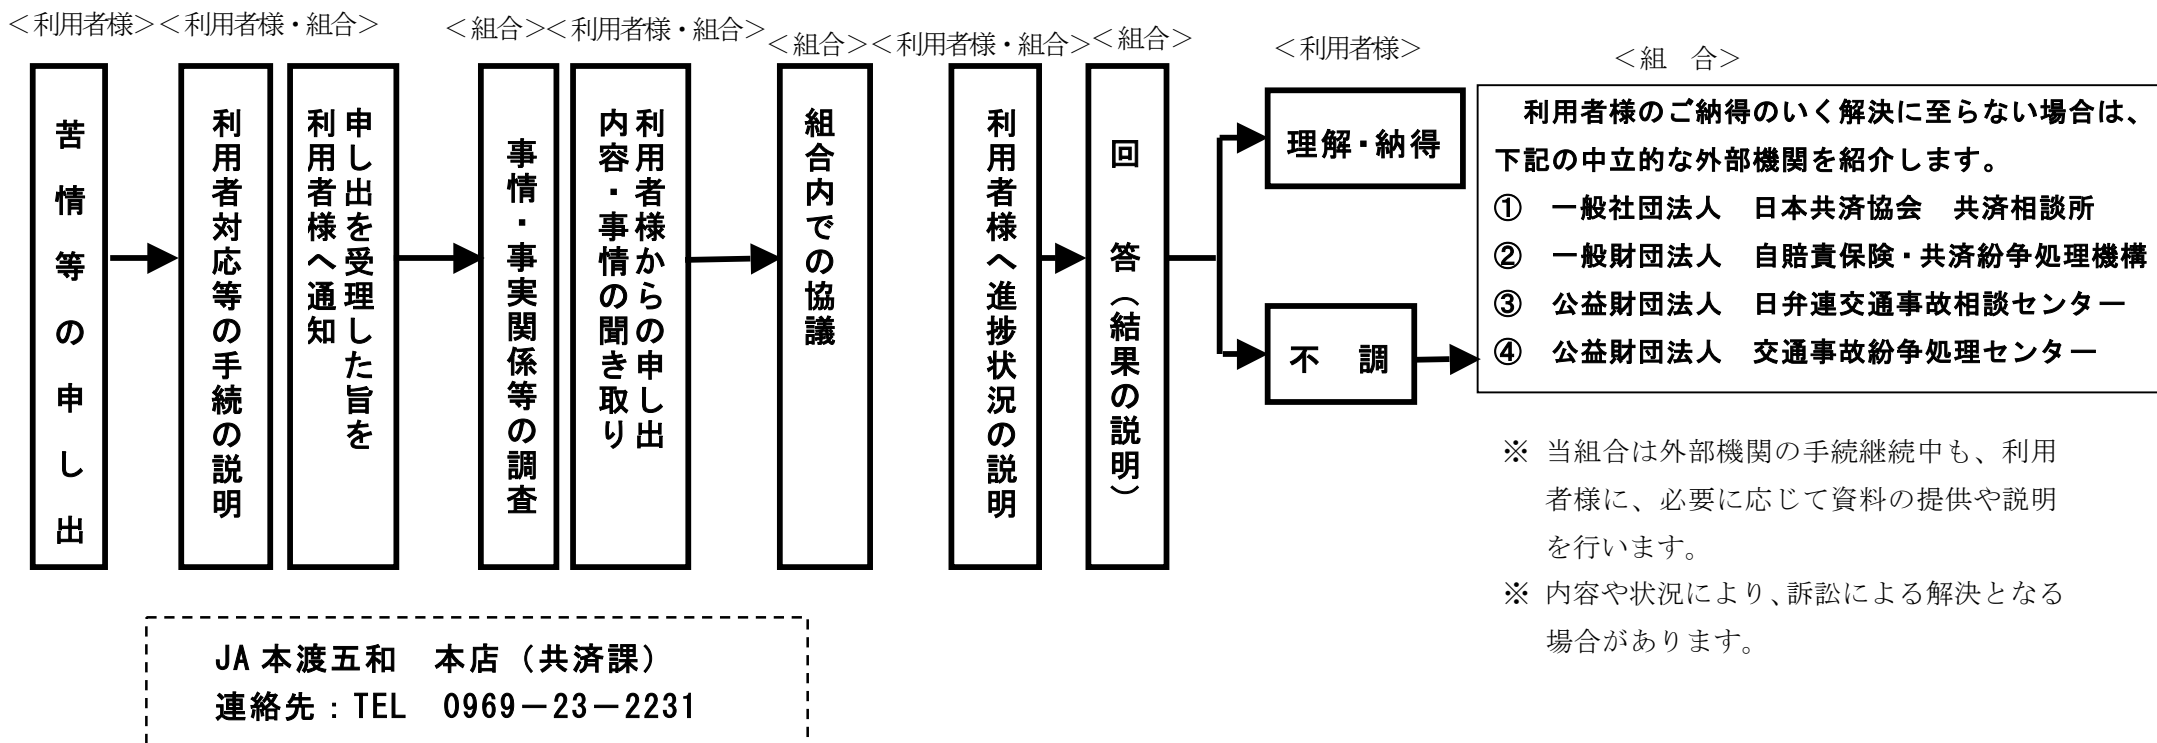 ＜利用者様＞
＜利用者様・組合＞
＜組合＞
＜利用者様・組合＞
＜組合＞
＜利用者様・組合＞
＜組合＞
＜利用者様＞
＜組　合＞
苦情等の申し出
利用者対応等の手続の説明
申し出を受理した旨を
利用者様へ通知
事情・事実関係等の調査
利用者様からの申し出
内容・事情の聞き取り
組合内での協議
利用者様へ進捗状況の説明
回　答（結果の説明）
理解・納得
不　調
利用者様のご納得のいく解決に至らない場合は、
下記の中立的な外部機関を紹介します。
①　一般社団法人　日本共済協会　共済相談所
②　一般財団法人　自賠責保険・共済紛争処理機構
③　公益財団法人　日弁連交通事故相談センター
④　公益財団法人　交通事故紛争処理センター
※ 当組合は外部機関の手続継続中も、利用
者様に、必要に応じて資料の提供や説明
を行います。
※ 内容や状況により、訴訟による解決となる
場合があります。
JA 本渡五和　本店（共済課）
連絡先：TEL　0969－23－2231